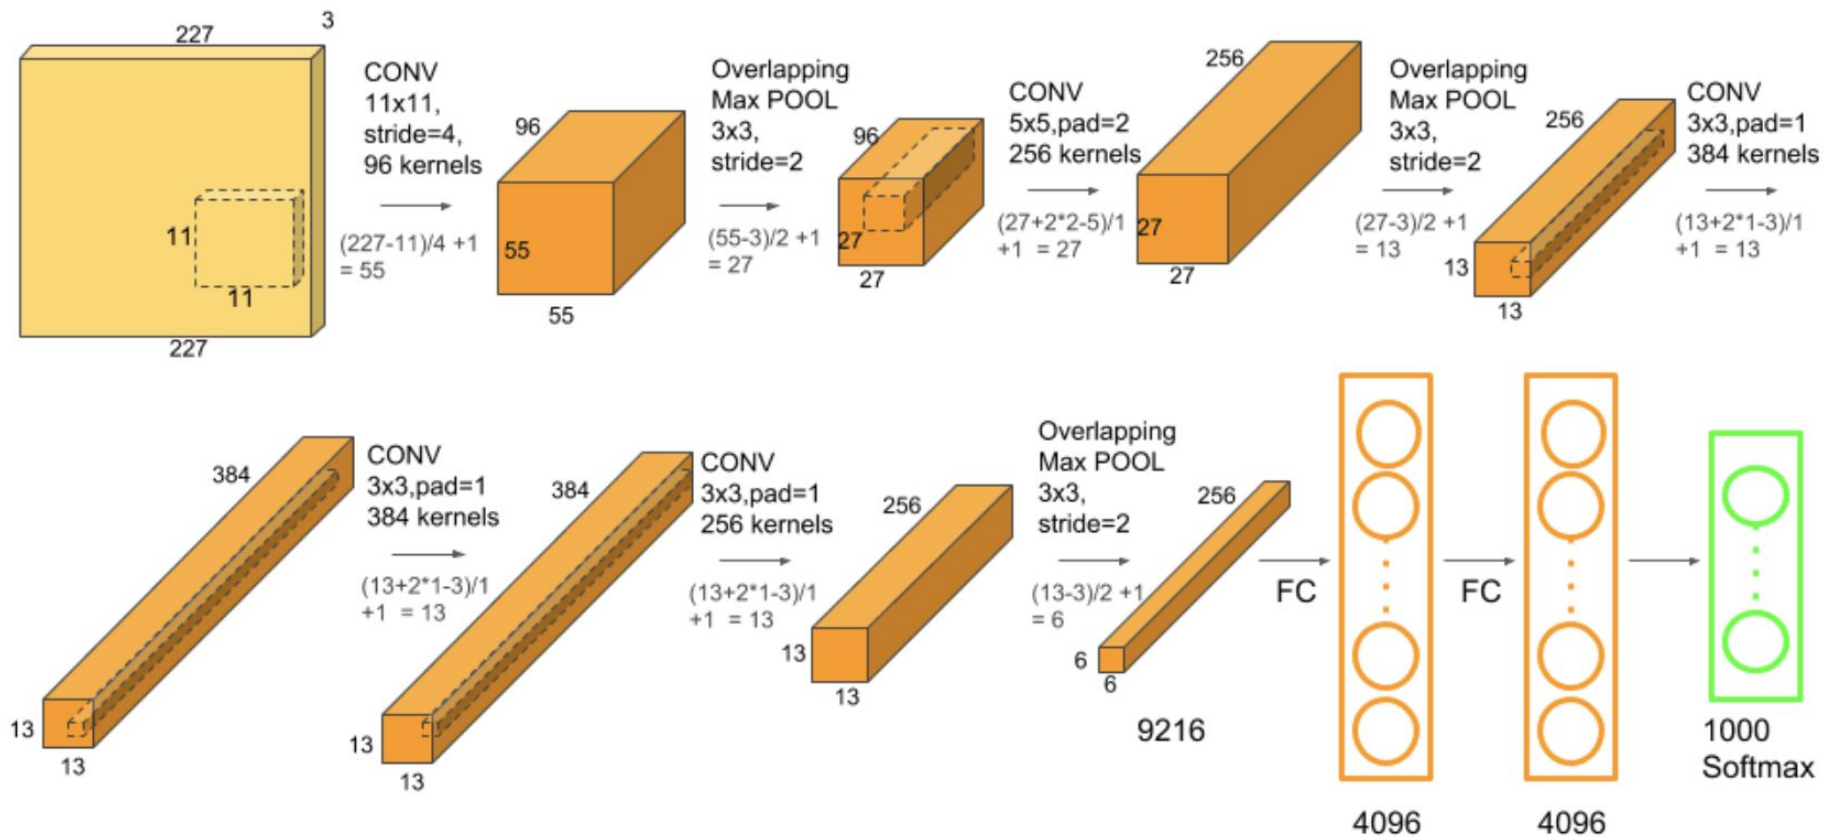 227
3
11
11
227
CONV
11x11,
stride=4,
96 kernels
(227-11)/4 +1
= 55
96
55
55
Overlapping
Max POOL
3x3,
stride=2
(55-3)/2 +1
= 27
96
27
27
CONV
5x5,pad=2
256 kernels
(27+2*2-5)/1
+1 = 27
256
27
27
Overlapping
Max POOL
3x3,
stride=2
(27-3)/2 +1
= 13
256
13
13
CONV
3x3,pad=1
384 kernels
(13+2*1-3)/1
+1 = 13
384
13
13
CONV
3x3,pad=1
384 kernels
(13+2*1-3)/1
+1 = 13
384
13
13
CONV
3x3,pad=1
256 kernels
(13+2*1-3)/1
+1 = 13
256
13
13
Overlapping
Max POOL
3x3,
stride=2
(13-3)/2 +1
= 6
256
6
6
9216
FC
4096
FC
4096
1000
Softmax